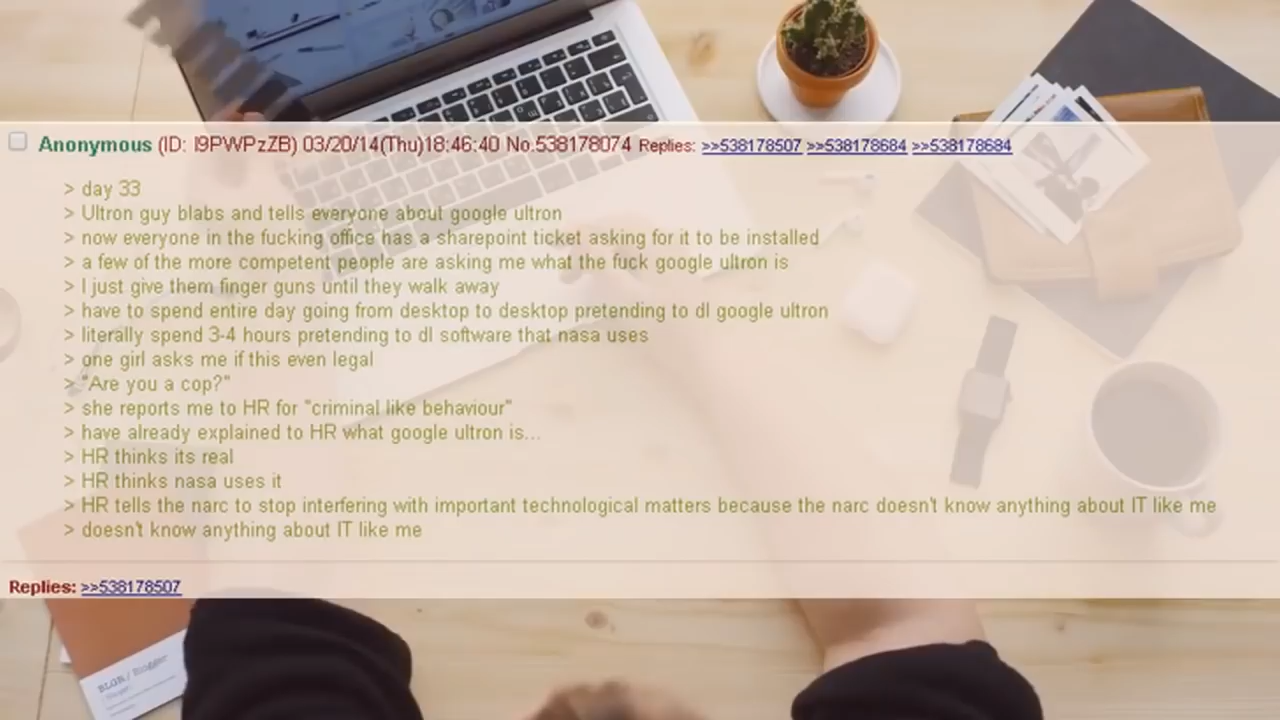 Anonymous (ID: I9PWPzZB) 03/20/14(Thu)18:46:40 No.538178074 Replies: >>538178507 >>538178684 >>538178684
> day 33
> Ultron guy blabs and tells everyone about google ultron
> now everyone in the fucking office has a sharepoint ticket asking for it to be installed
> a few of the more competent people are asking me what the fuck google ultron is
> I just give them finger guns until they walk away
> have to spend entire day going from desktop to desktop pretending to dl google ultron
> literally spend 3-4 hours pretending to dl software that nasa uses
> one girl asks me if this even legal
> "Are you a cop?"
> she reports me to HR for "criminal like behaviour"
> have already explained to HR what google ultron is...
> HR thinks its real
> HR thinks nasa uses it
> HR tells the narc to stop interfering with important technological matters because the narc doesn't know anything about IT like me
> doesn't know anything about IT like me
Replies: >>538178507
BLGR/ Blogger